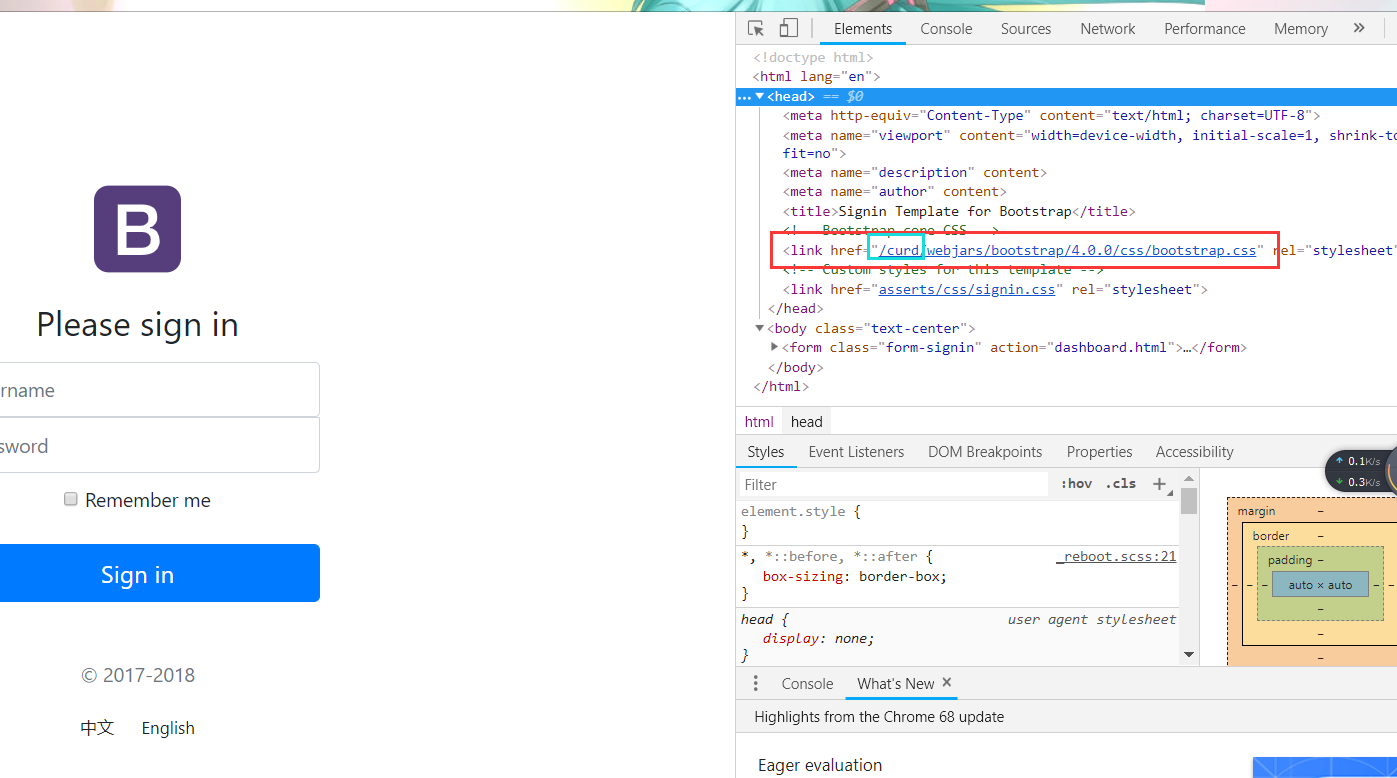 B
Please sign in
rname
sword
Remember me
Sign in
© 2017-2018
中文 English
Elements Console Sources Network Performance Memory »
<!doctype html>
<html lang="en">
… ▼<head> == $0
<meta http-equiv="Content-Type" content="text/html; charset=UTF-8">
<meta name="viewport" content="width=device-width, initial-scale=1, shrink-to
fit=no">
<meta name="description" content>
<meta name="author" content>
<title>Signin Template for Bootstrap</title>
<!-- Bootstrap core CSS -->
<link href="/curd/webjars/bootstrap/4.0.0/css/bootstrap.css" rel="stylesheet"
<!-- Custom styles for this template -->
<link href="asserts/css/signin.css" rel="stylesheet">
</head>
▼<body class="text-center">
▶<form class="form-signin" action="dashboard.html">…</form>
</body>
</html>
html head
Styles Event Listeners DOM Breakpoints Properties Accessibility
Filter :hov .cls +
element.style {
}
*, *::before, *::after { _reboot.scss:21
box-sizing: border-box;
}
head { user agent stylesheet
display: none;
}
0.1K/s
0.3K/s
margin –
border –
padding –
– – – auto × auto – –
–
–
–
Console What's New ×
Highlights from the Chrome 68 update
Eager evaluation